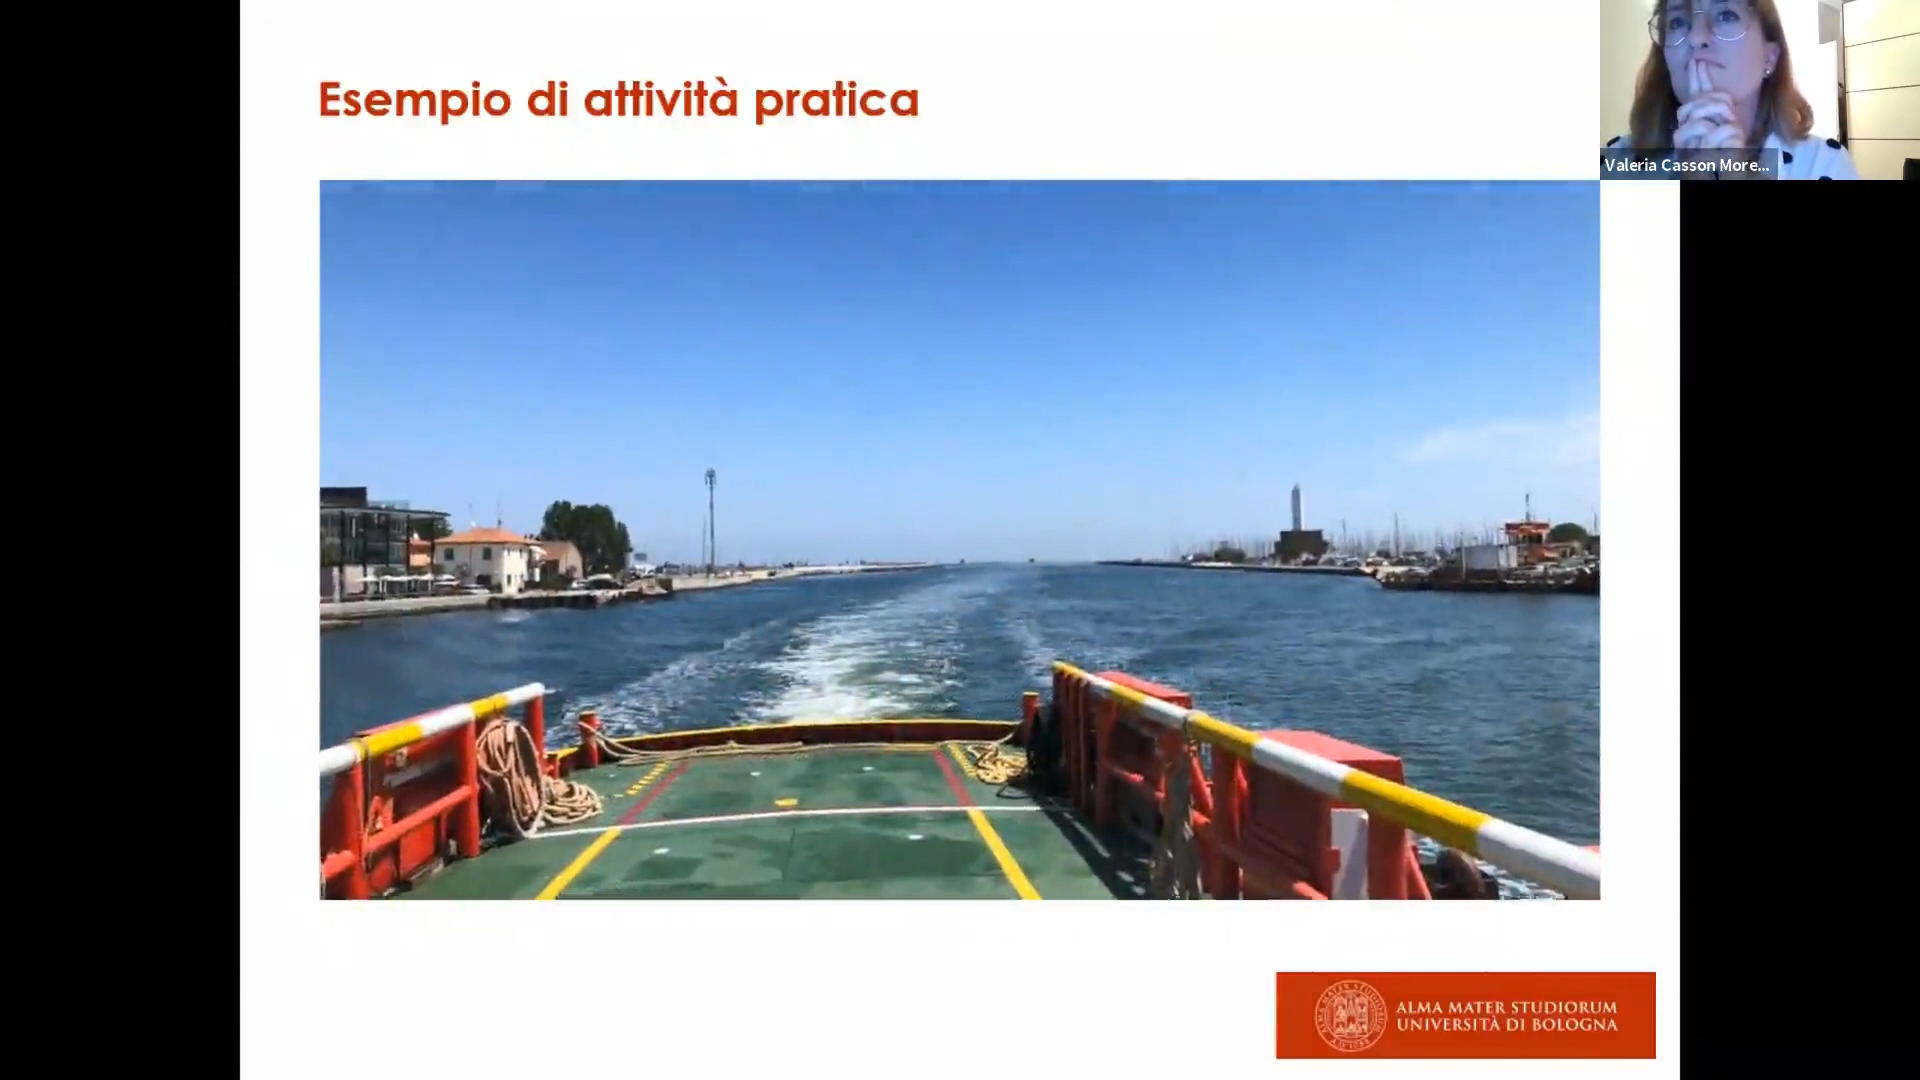 Esempio di attività pratica
Valeria Casson More...
ALMA MATER STUDIORUM
UNIVERSITÀ DI BOLOGNA